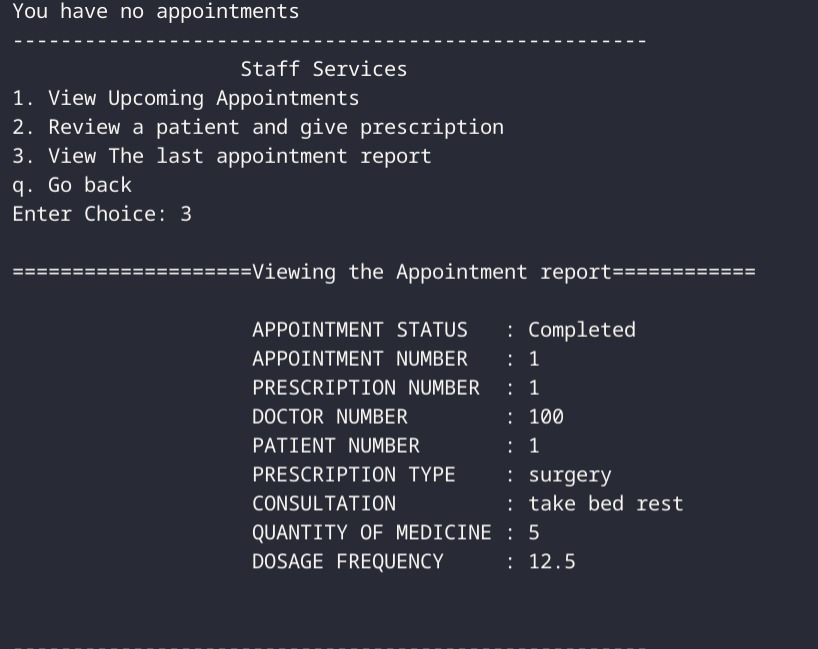 You have no appointments
-----------------------------------------------------
Staff Services
1. View Upcoming Appointments
2. Review a patient and give prescription
3. View The last appointment report
q. Go back
Enter Choice: 3
====================Viewing the Appointment report============
APPOINTMENT STATUS   : Completed
APPOINTMENT NUMBER   : 1
PRESCRIPTION NUMBER  : 1
DOCTOR NUMBER        : 100
PATIENT NUMBER       : 1
PRESCRIPTION TYPE    : surgery
CONSULTATION         : take bed rest
QUANTITY OF MEDICINE : 5
DOSAGE FREQUENCY     : 12.5
-----------------------------------------------------